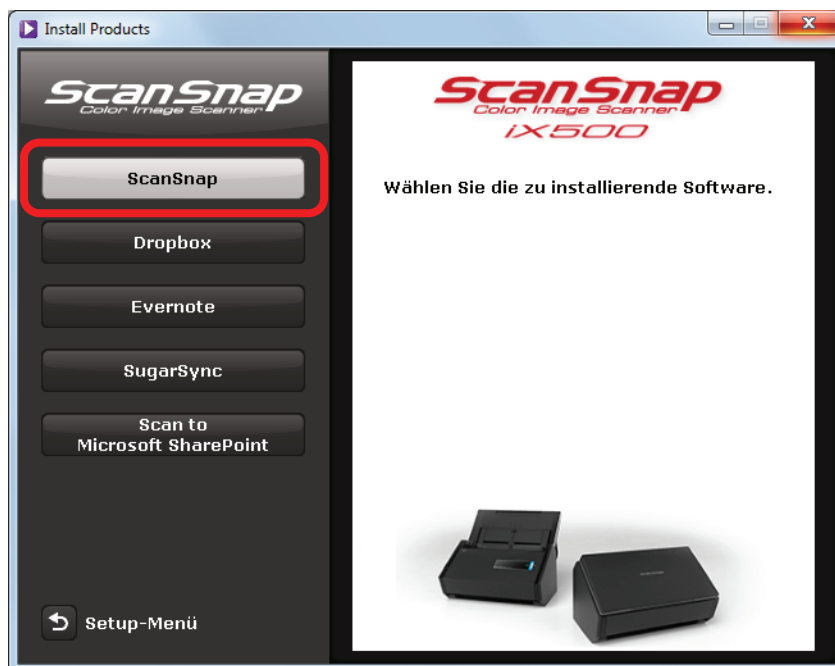 Install Products
ScanSnap
Color Image Scanner
ScanSnap
Dropbox
Evernote
SugarSync
Scan to
Microsoft SharePoint
Setup-Menü
ScanSnap
Color Image Scanner
iX500
Wählen Sie die zu installierende Software.